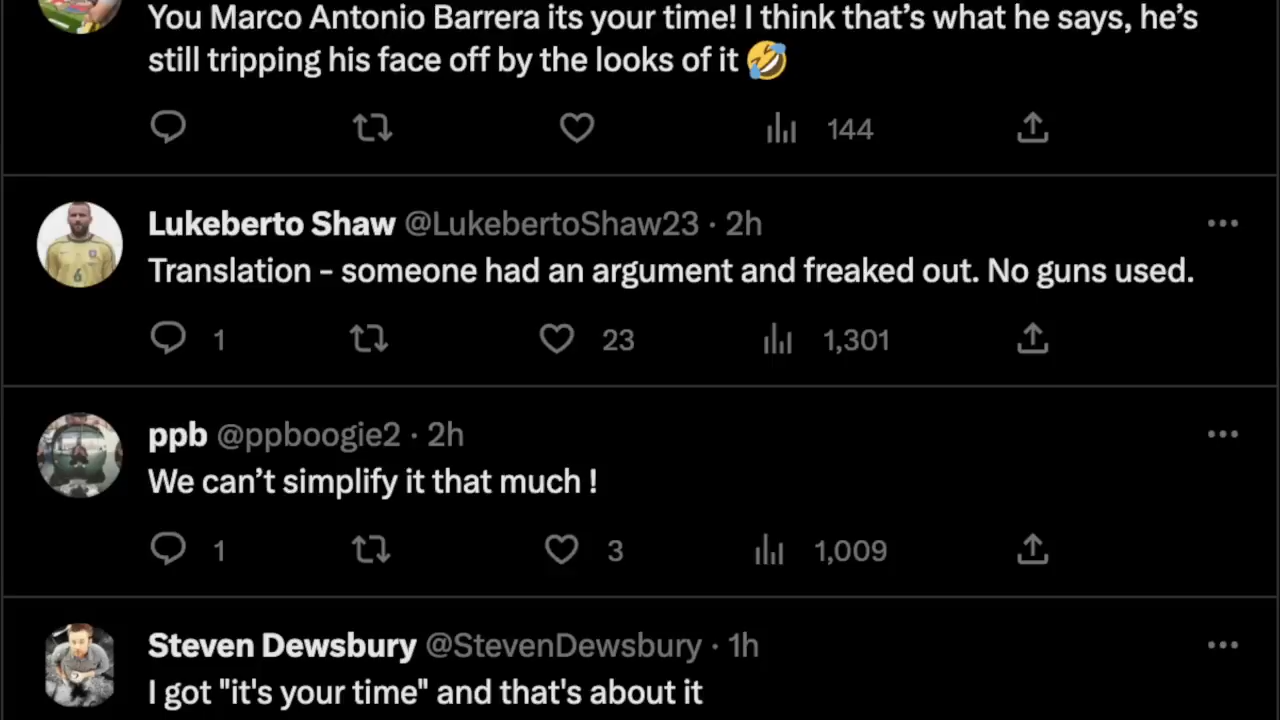 You Marco Antonio Barrera its your time! I think that's what he says, he's
still tripping his face off by the looks of it 🤣
144
Lukeberto Shaw @LukebertoShaw23 · 2h
Translation - someone had an argument and freaked out. No guns used.
1 23 1,301
ppb @ppboogie2 · 2h
We can't simplify it that much !
1 3 1,009
Steven Dewsbury @StevenDewsbury · 1h
I got "it's your time" and that's about it